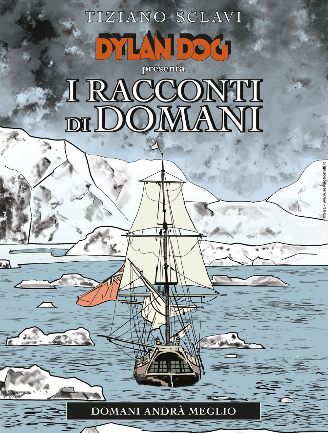 TIZIANO SCLAVI
DYLAN DOG
presenta
I RACCONTI
DI DOMANI
DOMANI ANDRÀ MEGLIO